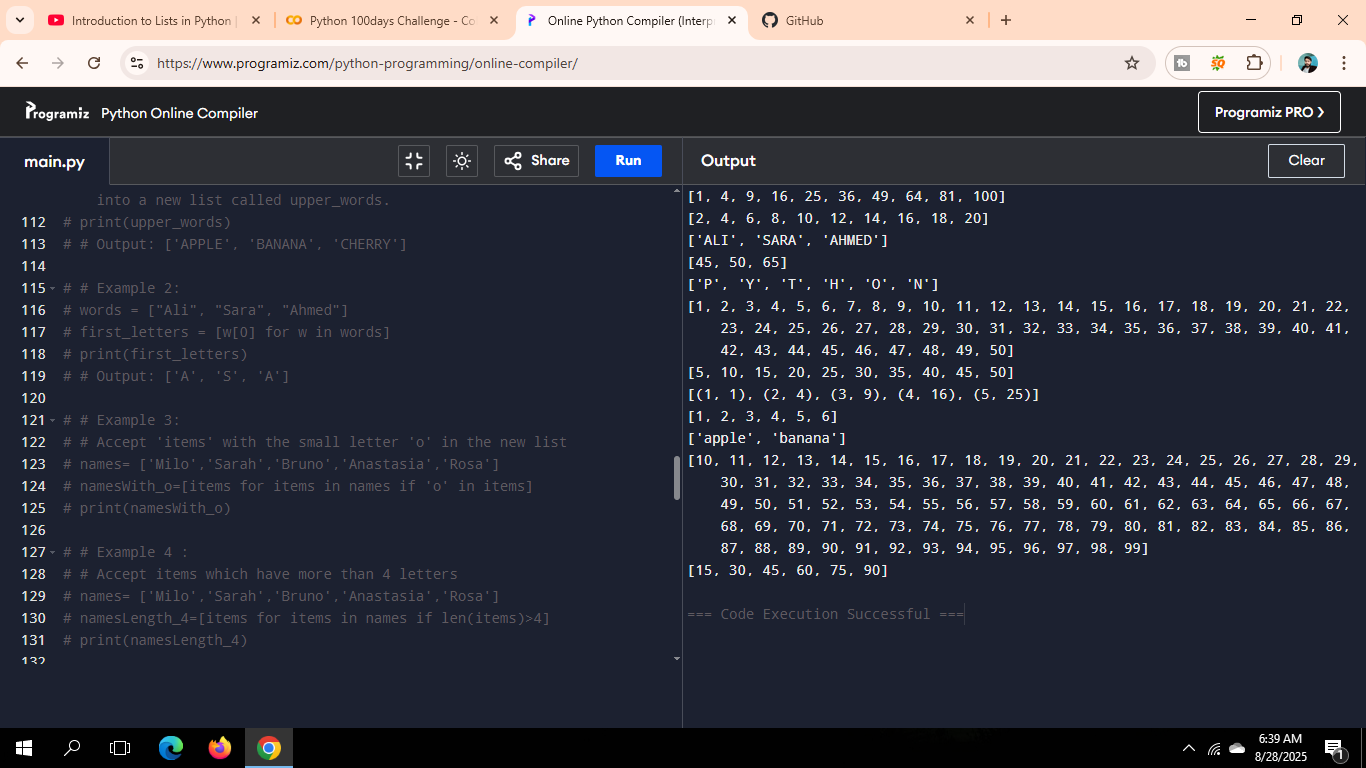 Introduction to Lists in Python |
Python 100days Challenge - Co
Online Python Compiler (Interp
GitHub
https://www.programiz.com/python-programming/online-compiler/
Programiz Python Online Compiler
Programiz PRO
main.py
Share
Run
Output
Clear
into a new list called upper_words.
112 # print(upper_words)
113 # # Output: ['APPLE', 'BANANA', 'CHERRY']
114
115 # # Example 2:
116 # words = ["Ali", "Sara", "Ahmed"]
117 # first_letters = [w[0] for w in words]
118 # print(first_letters)
119 # # Output: ['A', 'S', 'A']
120
121 # # Example 3:
122 # # Accept 'items' with the small letter 'o' in the new list
123 # names= ['Milo','Sarah','Bruno','Anastasia','Rosa']
124 # namesWith_o=[items for items in names if 'o' in items]
125 # print(namesWith_o)
126
127 # # Example 4 :
128 # # Accept items which have more than 4 letters
129 # names= ['Milo','Sarah','Bruno','Anastasia','Rosa']
130 # namesLength_4=[items for items in names if len(items)>4]
131 # print(namesLength_4)
132
[1, 4, 9, 16, 25, 36, 49, 64, 81, 100]
[2, 4, 6, 8, 10, 12, 14, 16, 18, 20]
['ALI', 'SARA', 'AHMED']
[45, 50, 65]
['P', 'Y', 'T', 'H', 'O', 'N']
[1, 2, 3, 4, 5, 6, 7, 8, 9, 10, 11, 12, 13, 14, 15, 16, 17, 18, 19, 20, 21, 22,
23, 24, 25, 26, 27, 28, 29, 30, 31, 32, 33, 34, 35, 36, 37, 38, 39, 40, 41,
42, 43, 44, 45, 46, 47, 48, 49, 50]
[5, 10, 15, 20, 25, 30, 35, 40, 45, 50]
[(1, 1), (2, 4), (3, 9), (4, 16), (5, 25)]
[1, 2, 3, 4, 5, 6]
['apple', 'banana']
[10, 11, 12, 13, 14, 15, 16, 17, 18, 19, 20, 21, 22, 23, 24, 25, 26, 27, 28, 29,
30, 31, 32, 33, 34, 35, 36, 37, 38, 39, 40, 41, 42, 43, 44, 45, 46, 47, 48,
49, 50, 51, 52, 53, 54, 55, 56, 57, 58, 59, 60, 61, 62, 63, 64, 65, 66, 67,
68, 69, 70, 71, 72, 73, 74, 75, 76, 77, 78, 79, 80, 81, 82, 83, 84, 85, 86,
87, 88, 89, 90, 91, 92, 93, 94, 95, 96, 97, 98, 99]
[15, 30, 45, 60, 75, 90]
=== Code Execution Successful ===
6:39 AM
8/28/2025
1